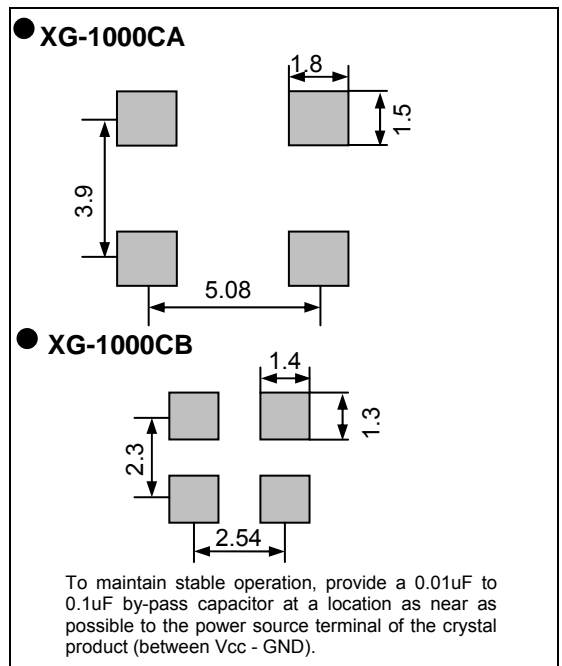 ● XG-1000CA
1.8
1.5
3.9
5.08
● XG-1000CB
1.4
1.3
2.3
2.54
To maintain stable operation, provide a 0.01uF to
0.1uF by-pass capacitor at a location as near as
possible to the power source terminal of the crystal
product (between Vcc - GND).